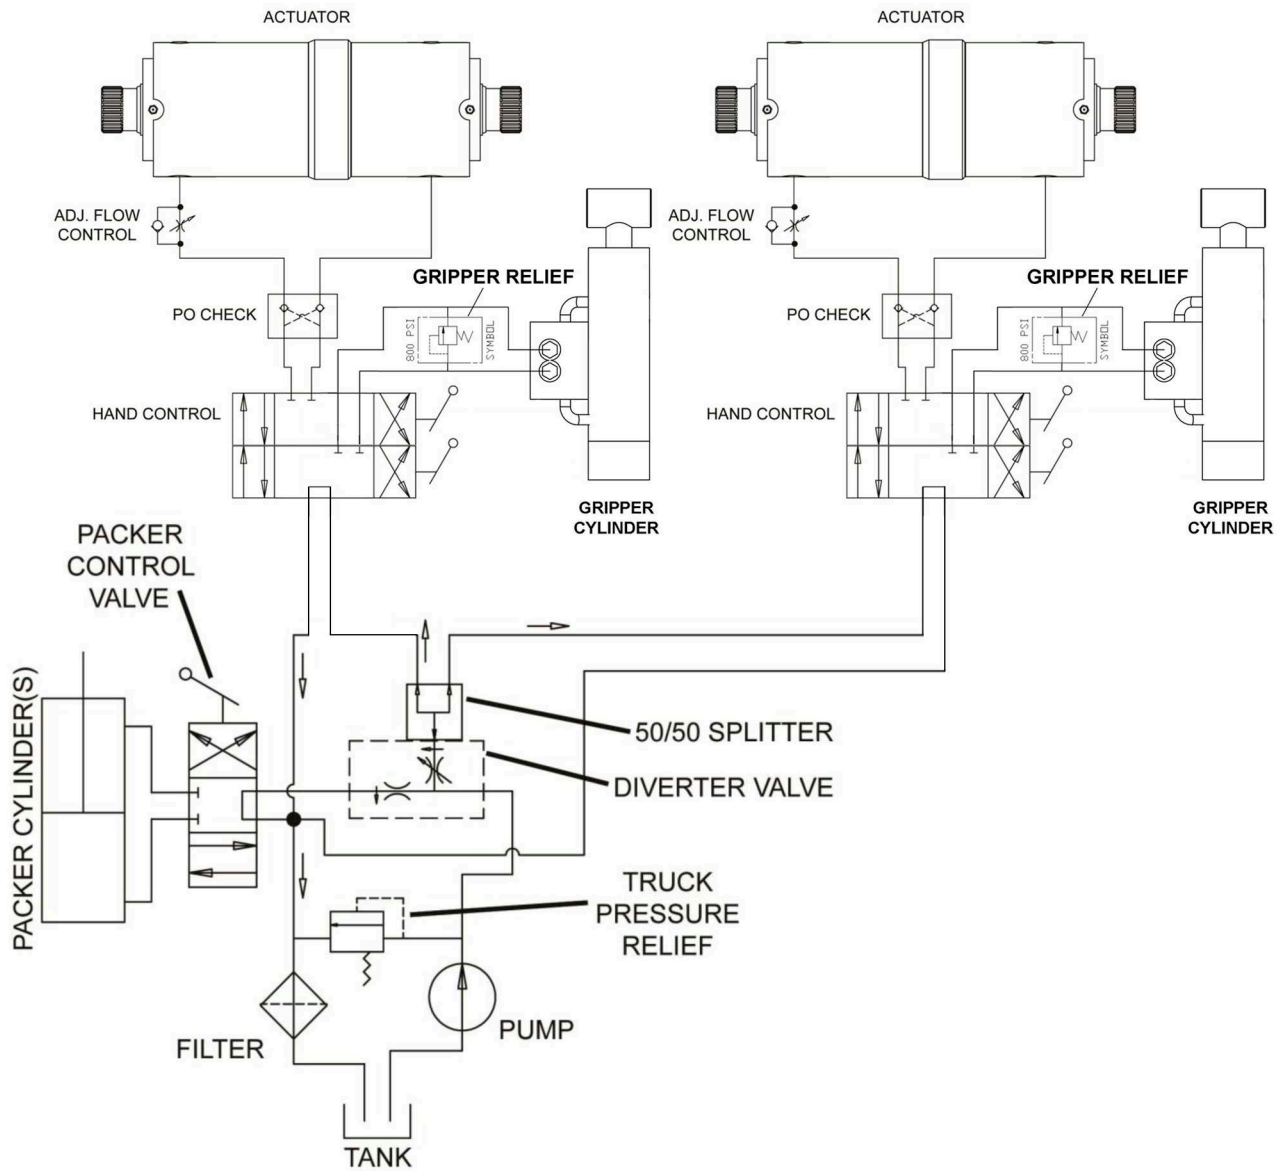 ACTUATOR
ACTUATOR
ADJ. FLOW
CONTROL
ADJ. FLOW
CONTROL
GRIPPER RELIEF
GRIPPER RELIEF
PO CHECK
800 PSI
SYMBOL
PO CHECK
800 PSI
SYMBOL
HAND CONTROL
HAND CONTROL
GRIPPER
CYLINDER
GRIPPER
CYLINDER
PACKER
CONTROL
VALVE
PACKER CYLINDER(S)
50/50 SPLITTER
DIVERTER VALVE
TRUCK
PRESSURE
RELIEF
PUMP
FILTER
TANK